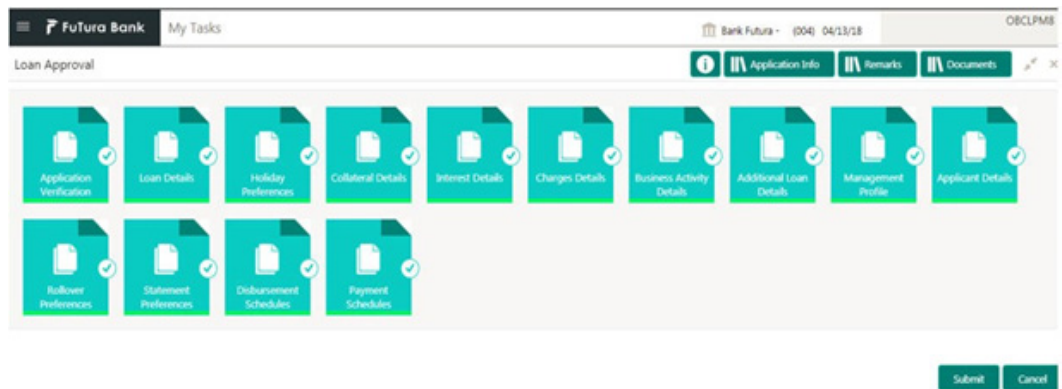 FuTura Bank My Tasks Bank Futura - (004) 04/13/18 OBCLPM8
Loan Approval i Application Info Remarks Documents
Application Verification
Loan Details
Holiday Preferences
Collateral Details
Interest Details
Charges Details
Business Activity Details
Additional Loan Details
Management Profile
Applicant Details
Rollover Preferences
Statement Preferences
Disbursement Schedules
Payment Schedules
Submit Cancel